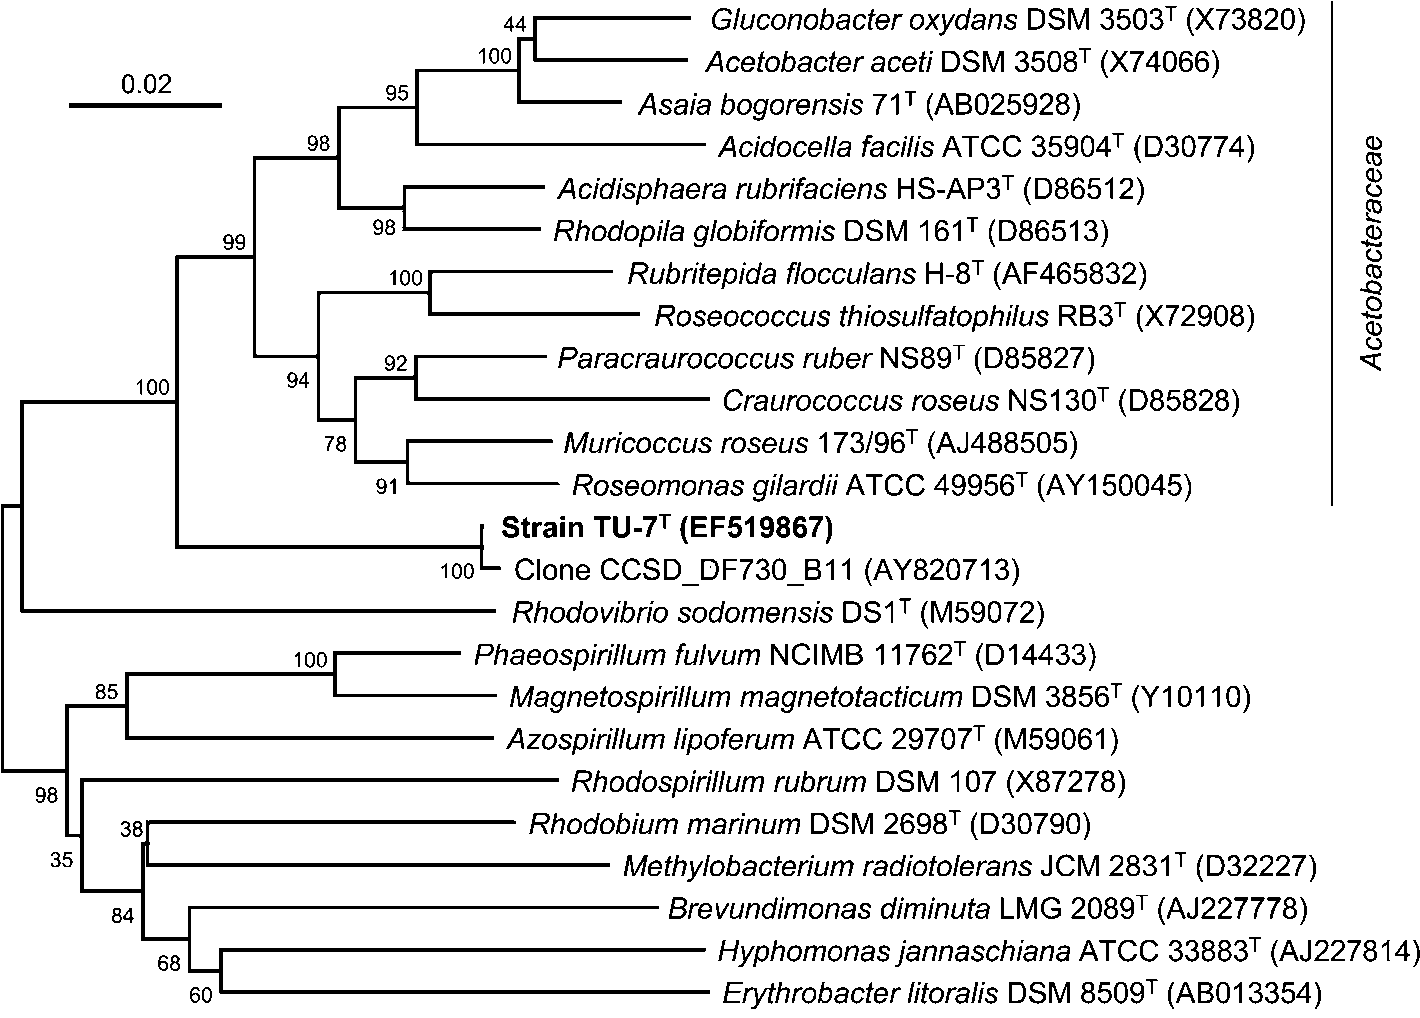 44
Gluconobacter oxydans DSM 3503ᵀ (X73820)
100
Acetobacter aceti DSM 3508ᵀ (X74066)
0.02
95
Asaia bogorensis 71ᵀ (AB025928)
98
Acidocella facilis ATCC 35904ᵀ (D30774)
Acidisphaera rubrifaciens HS-AP3ᵀ (D86512)
98
Rhodopila globiformis DSM 161ᵀ (D86513)
99
100
Rubritepida flocculans H-8ᵀ (AF465832)
Roseococcus thiosulfatophilus RB3ᵀ (X72908)
92
Paracraurococcus ruber NS89ᵀ (D85827)
94
100
Craurococcus roseus NS130ᵀ (D85828)
78
Muricoccus roseus 173/96ᵀ (AJ488505)
91
Roseomonas gilardii ATCC 49956ᵀ (AY150045)
Acetobacteraceae
Strain TU-7ᵀ (EF519867)
100
Clone CCSD_DF730_B11 (AY820713)
Rhodovibrio sodomensis DS1ᵀ (M59072)
100
Phaeospirillum fulvum NCIMB 11762ᵀ (D14433)
85
Magnetospirillum magnetotacticum DSM 3856ᵀ (Y10110)
Azospirillum lipoferum ATCC 29707ᵀ (M59061)
98
Rhodospirillum rubrum DSM 107 (X87278)
38
Rhodobium marinum DSM 2698ᵀ (D30790)
35
Methylobacterium radiotolerans JCM 2831ᵀ (D32227)
84
Brevundimonas diminuta LMG 2089ᵀ (AJ227778)
68
Hyphomonas jannaschiana ATCC 33883ᵀ (AJ227814)
60
Erythrobacter litoralis DSM 8509ᵀ (AB013354)